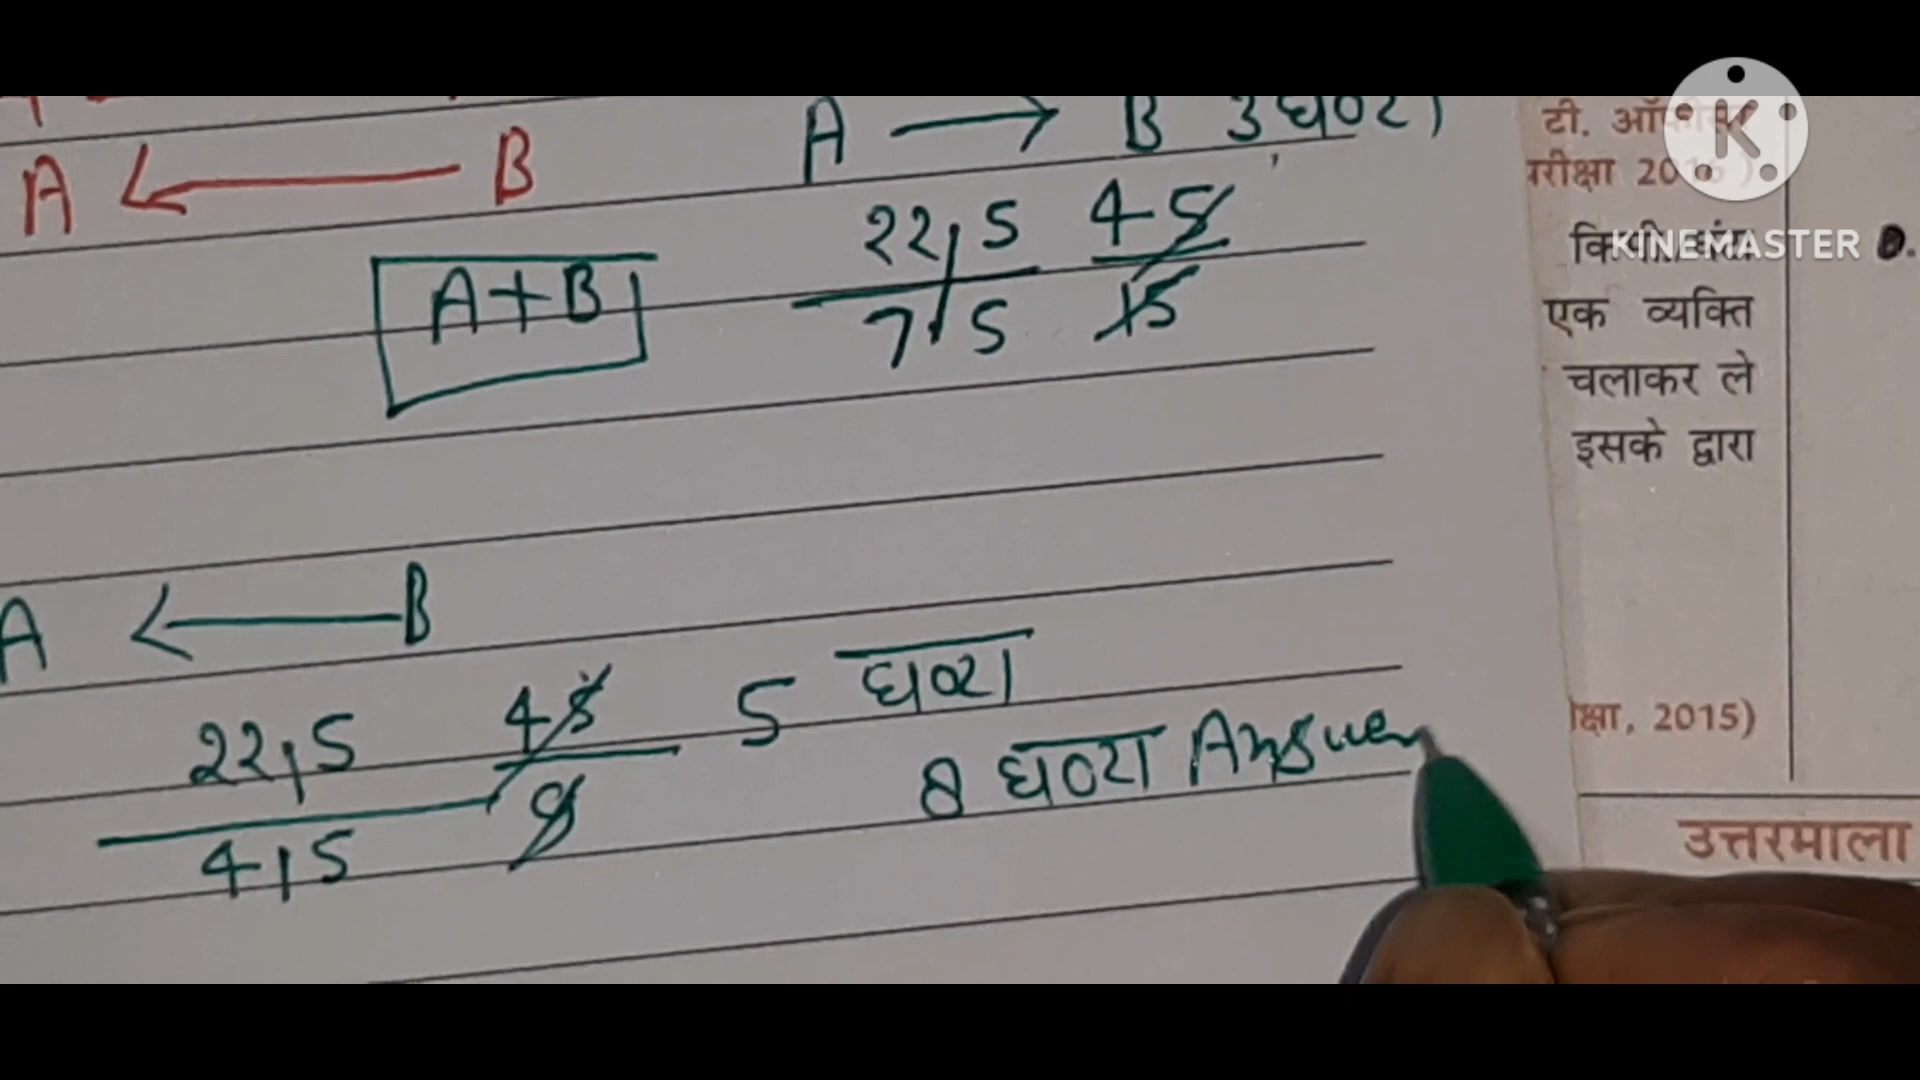 A → B 3 घण्टा
A ← B
22.5 45
7.5 15
A+B
A ← B
22.5 45 5 घण्टा
4.5 9
8 घण्टा Answer
परीक्षा 20
KINEMASTER
एक व्यक्ति
चलाकर ले
इसके द्वारा
क्षा, 2015)
उत्तरमाला